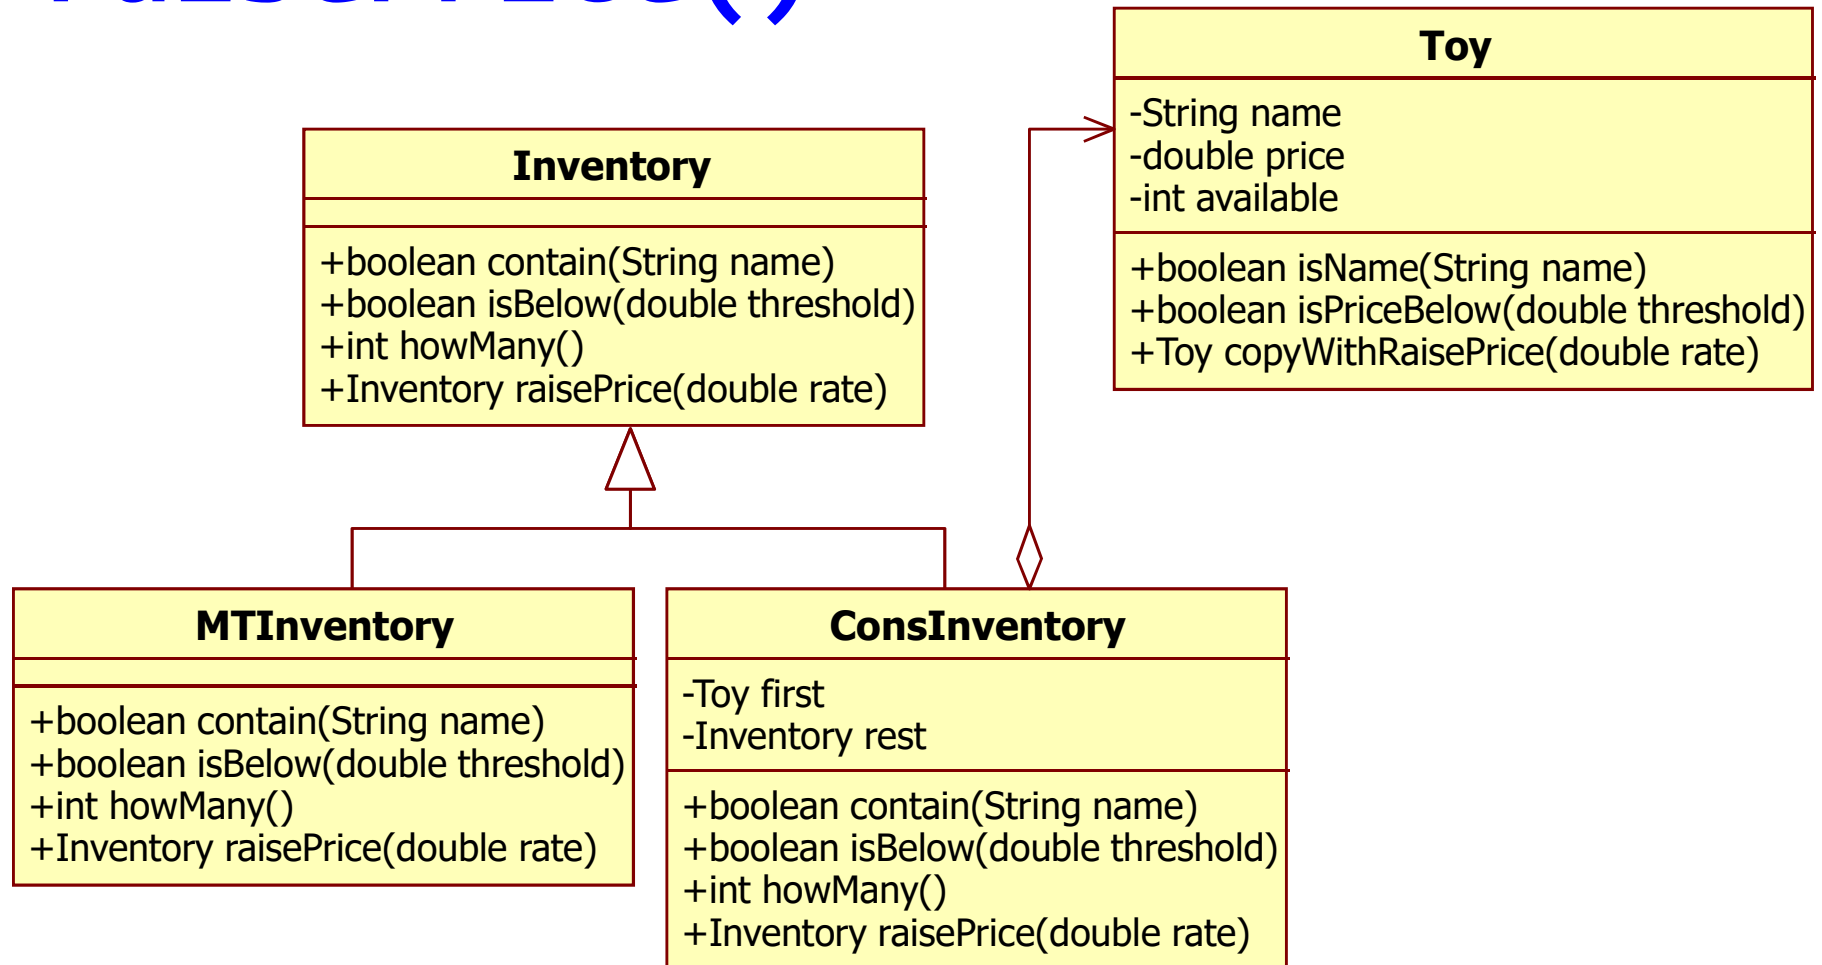 raisePrice()
Toy
-String name
-double price
-int available
+boolean isName(String name)
+boolean isPriceBelow(double threshold)
+Toy copyWithRaisePrice(double rate)
Inventory
+boolean contain(String name)
+boolean isBelow(double threshold)
+int howMany()
+Inventory raisePrice(double rate)
MTInventory
+boolean contain(String name)
+boolean isBelow(double threshold)
+int howMany()
+Inventory raisePrice(double rate)
ConsInventory
-Toy first
-Inventory rest
+boolean contain(String name)
+boolean isBelow(double threshold)
+int howMany()
+Inventory raisePrice(double rate)